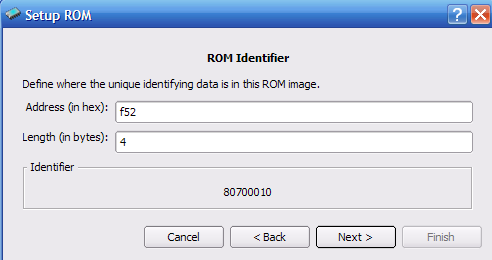 Setup ROM
ROM Identifier
Define where the unique identifying data is in this ROM image.
Address (in hex): f52
Length (in bytes): 4
Identifier
80700010
Cancel < Back Next > Finish